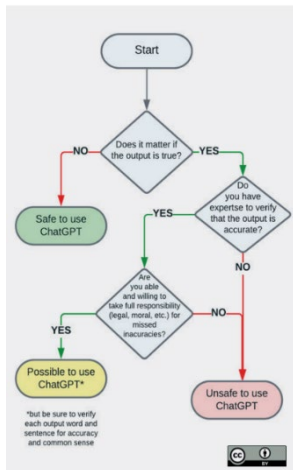 Start
Does it matter if
the output is true?
NO
YES
Safe to use
ChatGPT
Do
you have
expertse to verify
that the output is
accurate?
YES
NO
Are
you able
and willing to
take full responsibility
(legal, moral, etc.) for
missed
inacuracies?
YES
NO
Possible to use
ChatGPT*
Unsafe to use
ChatGPT
*but be sure to verify
each output word and
sentence for accuracy
and common sense
cc
BY